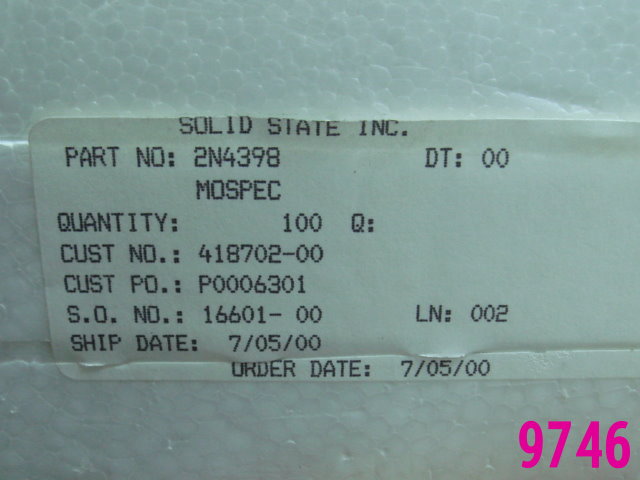 SOLID STATE INC.
PART NO: 2N4398 DT: 00
MOSPEC
QUANTITY: 100 Q:
CUST NO.: 418702-00
CUST PO.: P0006301
S.O. NO.: 16601- 00 LN: 002
SHIP DATE: 7/05/00
ORDER DATE: 7/05/00
9746